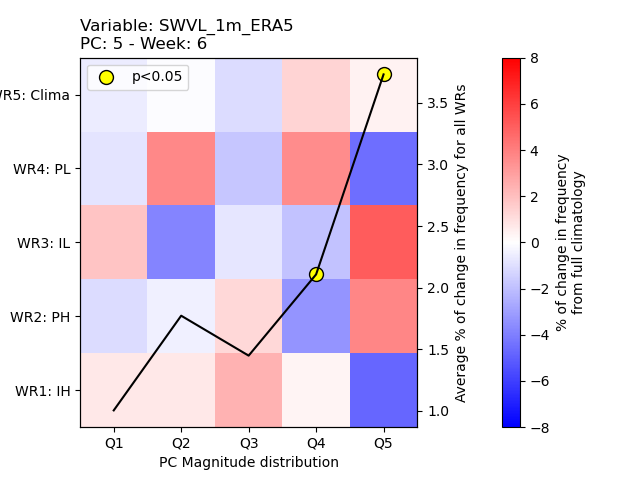 Variable: SWVL_1m_ERA5
PC: 5 - Week: 6
p<0.05
WR5: Clima
WR4: PL
WR3: IL
WR2: PH
WR1: IH
Q1 Q2 Q3 Q4 Q5
PC Magnitude distribution
3.5
3.0
2.5
2.0
1.5
1.0
Average % of change in frequency for all WRs
8
6
4
2
0
−2
−4
−6
−8
% of change in frequency
from full climatology